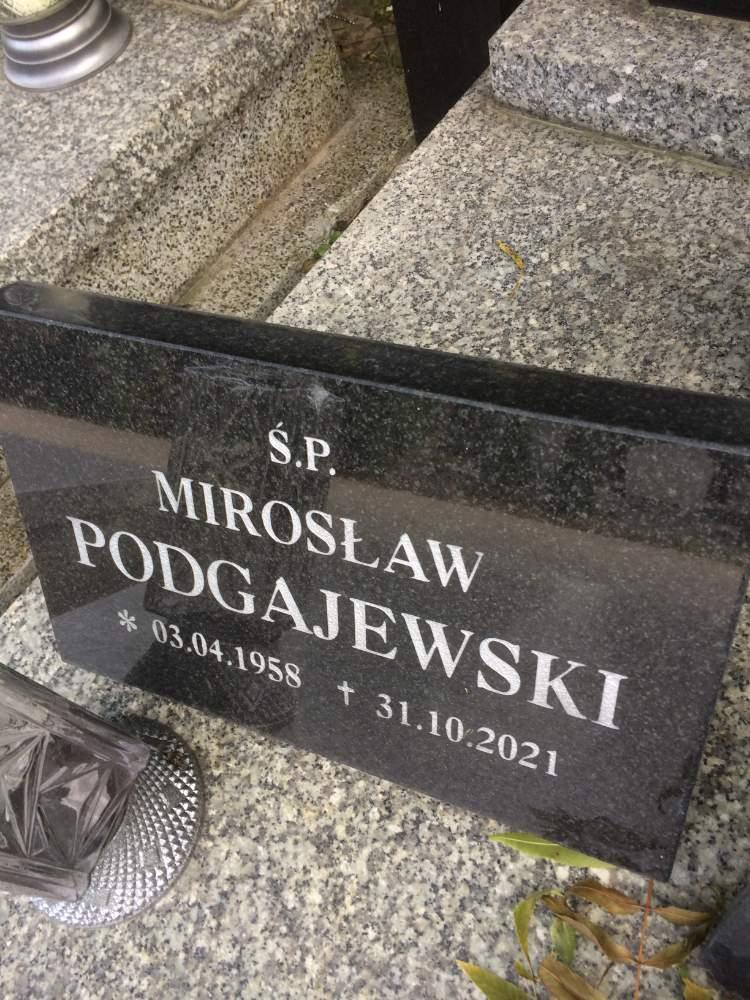 Ś.P.
MIROSŁAW
PODGAJEWSKI
* 03.04.1958 † 31.10.2021